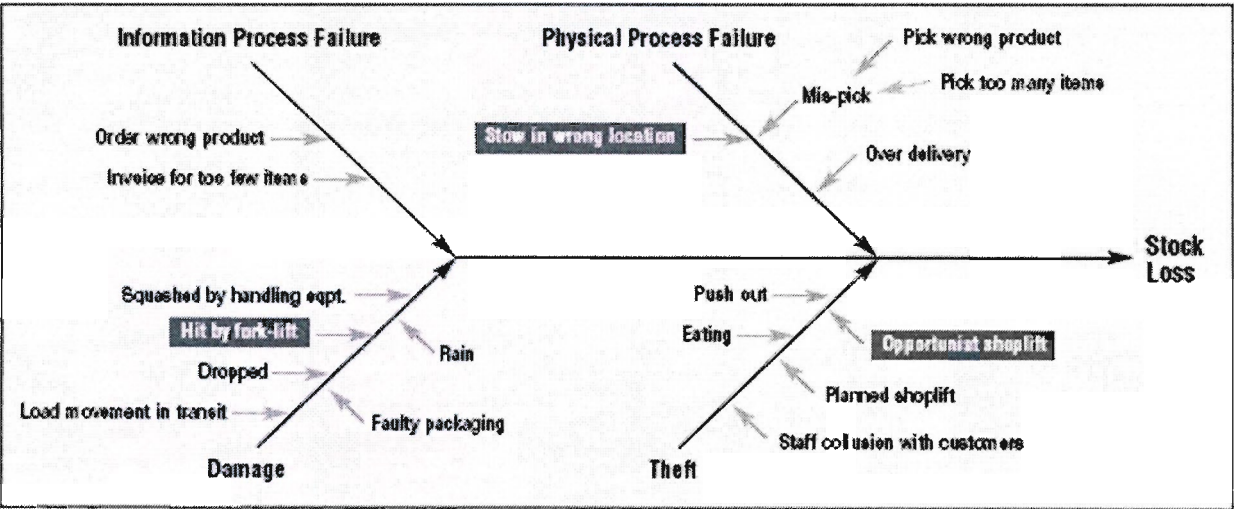 Information Process Failure
Physical Process Failure
Pick wrong product
Mis-pick
Pick too many items
Order wrong product
Stow in wrong location
Over delivery
Invoice for too few items
Stock
Loss
Squashed by handling eqpt.
Push out
Hit by fork-lift
Eating
Opportunist shoplift
Rain
Dropped
Planned shoplift
Load movement in transit
Faulty packaging
Staff collusion with customers
Damage
Theft